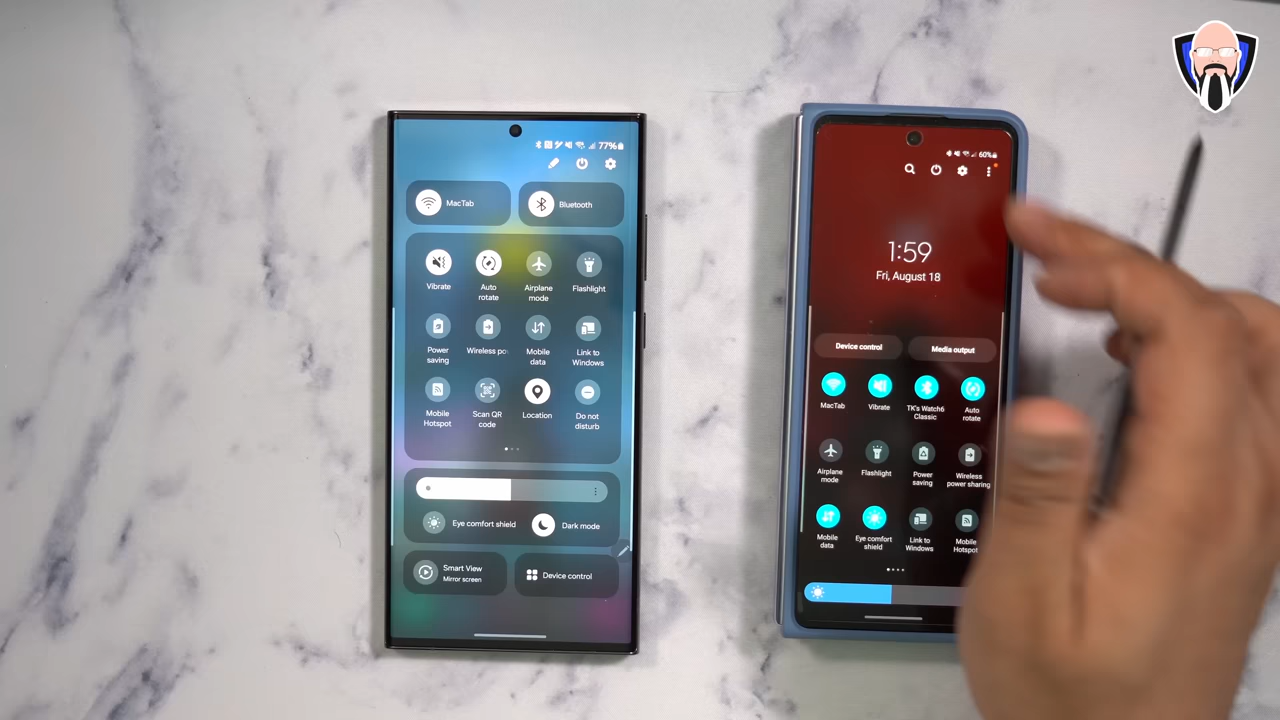 77%
MacTab
Bluetooth
Vibrate
Auto
rotate
Airplane
mode
Flashlight
Power
saving
Wireless po
Mobile
data
Link to
Windows
Mobile
Hotspot
Scan QR
code
Location
Do not
disturb
Eye comfort shield
Dark mode
Smart View
Mirror screen
Device control
60%
1:59
Fri, August 18
Device control
Media output
MacTab
Vibrate
TK's Watch6
Classic
Auto
rotate
Airplane
mode
Flashlight
Power
saving
Wireless
power sharing
Mobile
data
Eye comfort
shield
Link to
Windows
Mobile
Hotspot